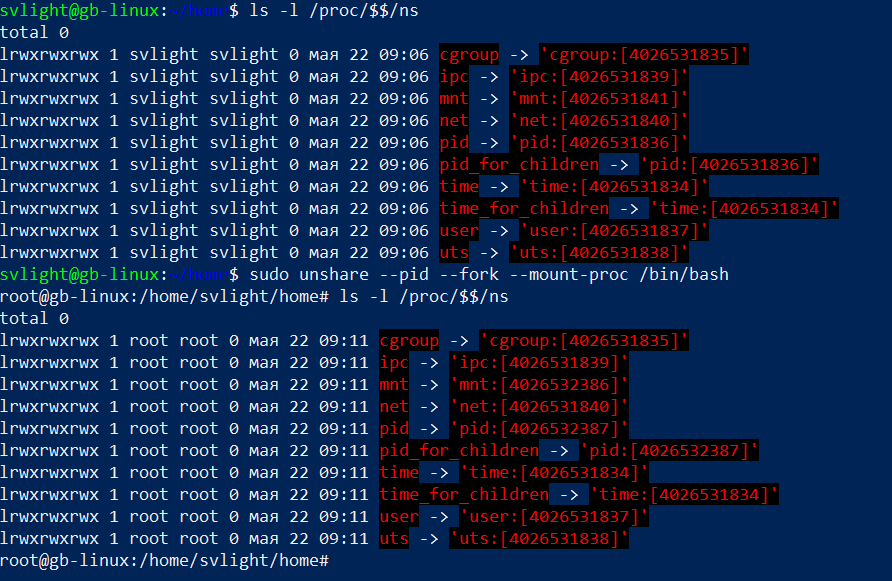 svlight@gb-linux:~/home$ ls -l /proc/$$/ns
total 0
lrwxrwxrwx 1 svlight svlight 0 мая 22 09:06 cgroup -> 'cgroup:[4026531835]'
lrwxrwxrwx 1 svlight svlight 0 мая 22 09:06 ipc -> 'ipc:[4026531839]'
lrwxrwxrwx 1 svlight svlight 0 мая 22 09:06 mnt -> 'mnt:[4026531841]'
lrwxrwxrwx 1 svlight svlight 0 мая 22 09:06 net -> 'net:[4026531840]'
lrwxrwxrwx 1 svlight svlight 0 мая 22 09:06 pid -> 'pid:[4026531836]'
lrwxrwxrwx 1 svlight svlight 0 мая 22 09:06 pid_for_children -> 'pid:[4026531836]'
lrwxrwxrwx 1 svlight svlight 0 мая 22 09:06 time -> 'time:[4026531834]'
lrwxrwxrwx 1 svlight svlight 0 мая 22 09:06 time_for_children -> 'time:[4026531834]'
lrwxrwxrwx 1 svlight svlight 0 мая 22 09:06 user -> 'user:[4026531837]'
lrwxrwxrwx 1 svlight svlight 0 мая 22 09:06 uts -> 'uts:[4026531838]'
svlight@gb-linux:~/home$ sudo unshare --pid --fork --mount-proc /bin/bash
root@gb-linux:/home/svlight/home# ls -l /proc/$$/ns
total 0
lrwxrwxrwx 1 root root 0 мая 22 09:11 cgroup -> 'cgroup:[4026531835]'
lrwxrwxrwx 1 root root 0 мая 22 09:11 ipc -> 'ipc:[4026531839]'
lrwxrwxrwx 1 root root 0 мая 22 09:11 mnt -> 'mnt:[4026532386]'
lrwxrwxrwx 1 root root 0 мая 22 09:11 net -> 'net:[4026531840]'
lrwxrwxrwx 1 root root 0 мая 22 09:11 pid -> 'pid:[4026532387]'
lrwxrwxrwx 1 root root 0 мая 22 09:11 pid_for_children -> 'pid:[4026532387]'
lrwxrwxrwx 1 root root 0 мая 22 09:11 time -> 'time:[4026531834]'
lrwxrwxrwx 1 root root 0 мая 22 09:11 time_for_children -> 'time:[4026531834]'
lrwxrwxrwx 1 root root 0 мая 22 09:11 user -> 'user:[4026531837]'
lrwxrwxrwx 1 root root 0 мая 22 09:11 uts -> 'uts:[4026531838]'
root@gb-linux:/home/svlight/home#